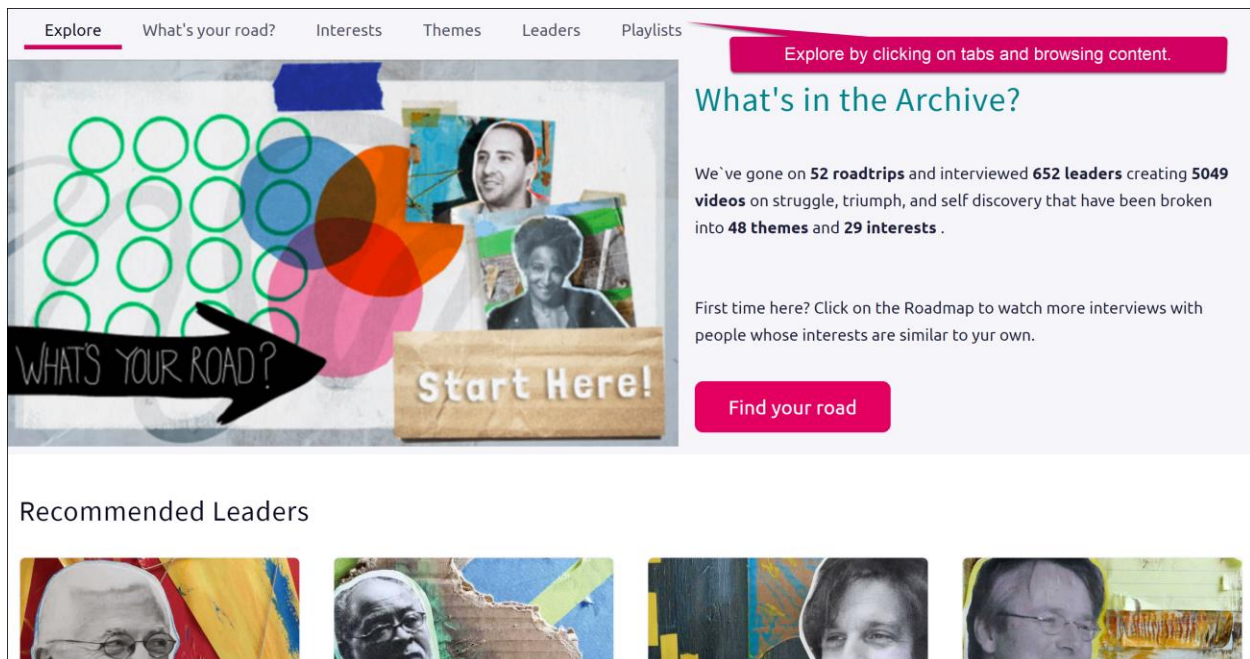 Explore What's your road? Interests Themes Leaders Playlists
Explore by clicking on tabs and browsing content.
What's in the Archive?
We`ve gone on 52 roadtrips and interviewed 652 leaders creating 5049
videos on struggle, triumph, and self discovery that have been broken
into 48 themes and 29 interests .
First time here? Click on the Roadmap to watch more interviews with
people whose interests are similar to yur own.
Find your road
WHAT'S YOUR ROAD?
Start Here!
Recommended Leaders